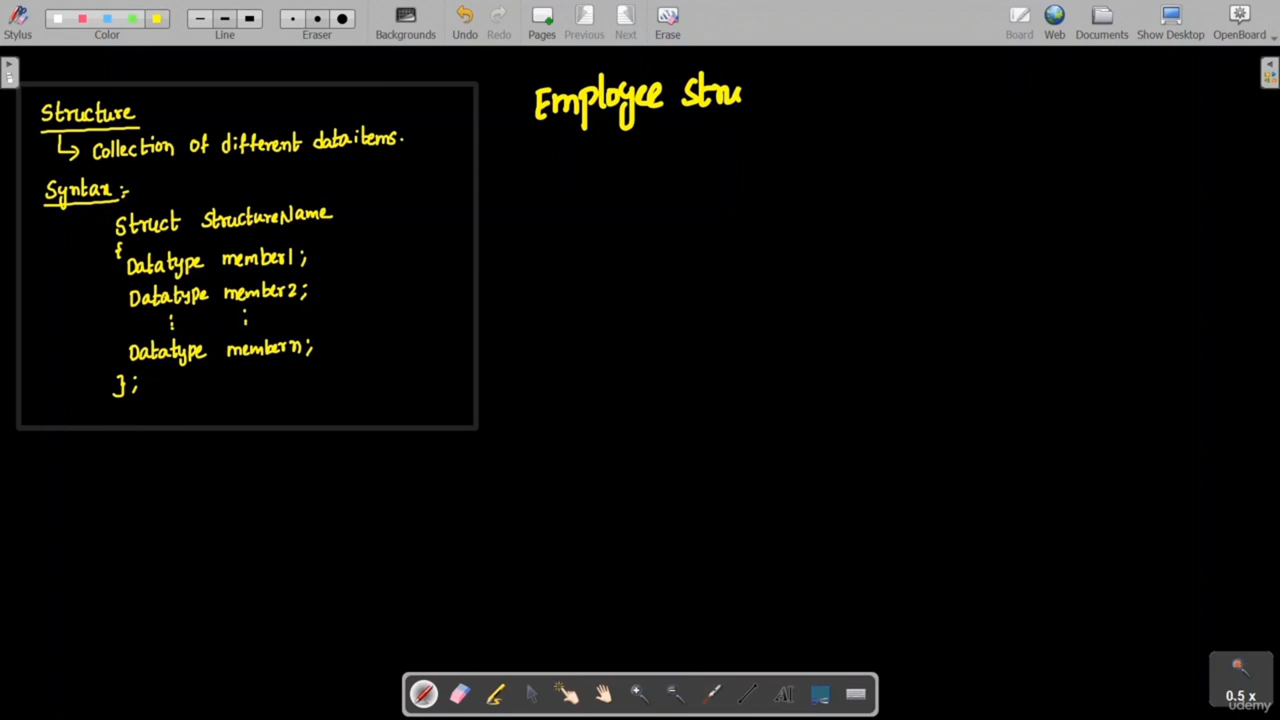 Stylus
Color
Line
Eraser
Backgrounds
Undo
Redo
Pages
Previous
Next
Erase
Board
Web
Documents
Show Desktop
OpenBoard
Structure
Collection of different dataitems.
Syntax :-
Struct StructureName
{
Datatype member1 ;
Datatype member2 ;
⋮ ⋮
Datatype membern ;
} ;
Employee Stru
AI
0.5 x
udemy